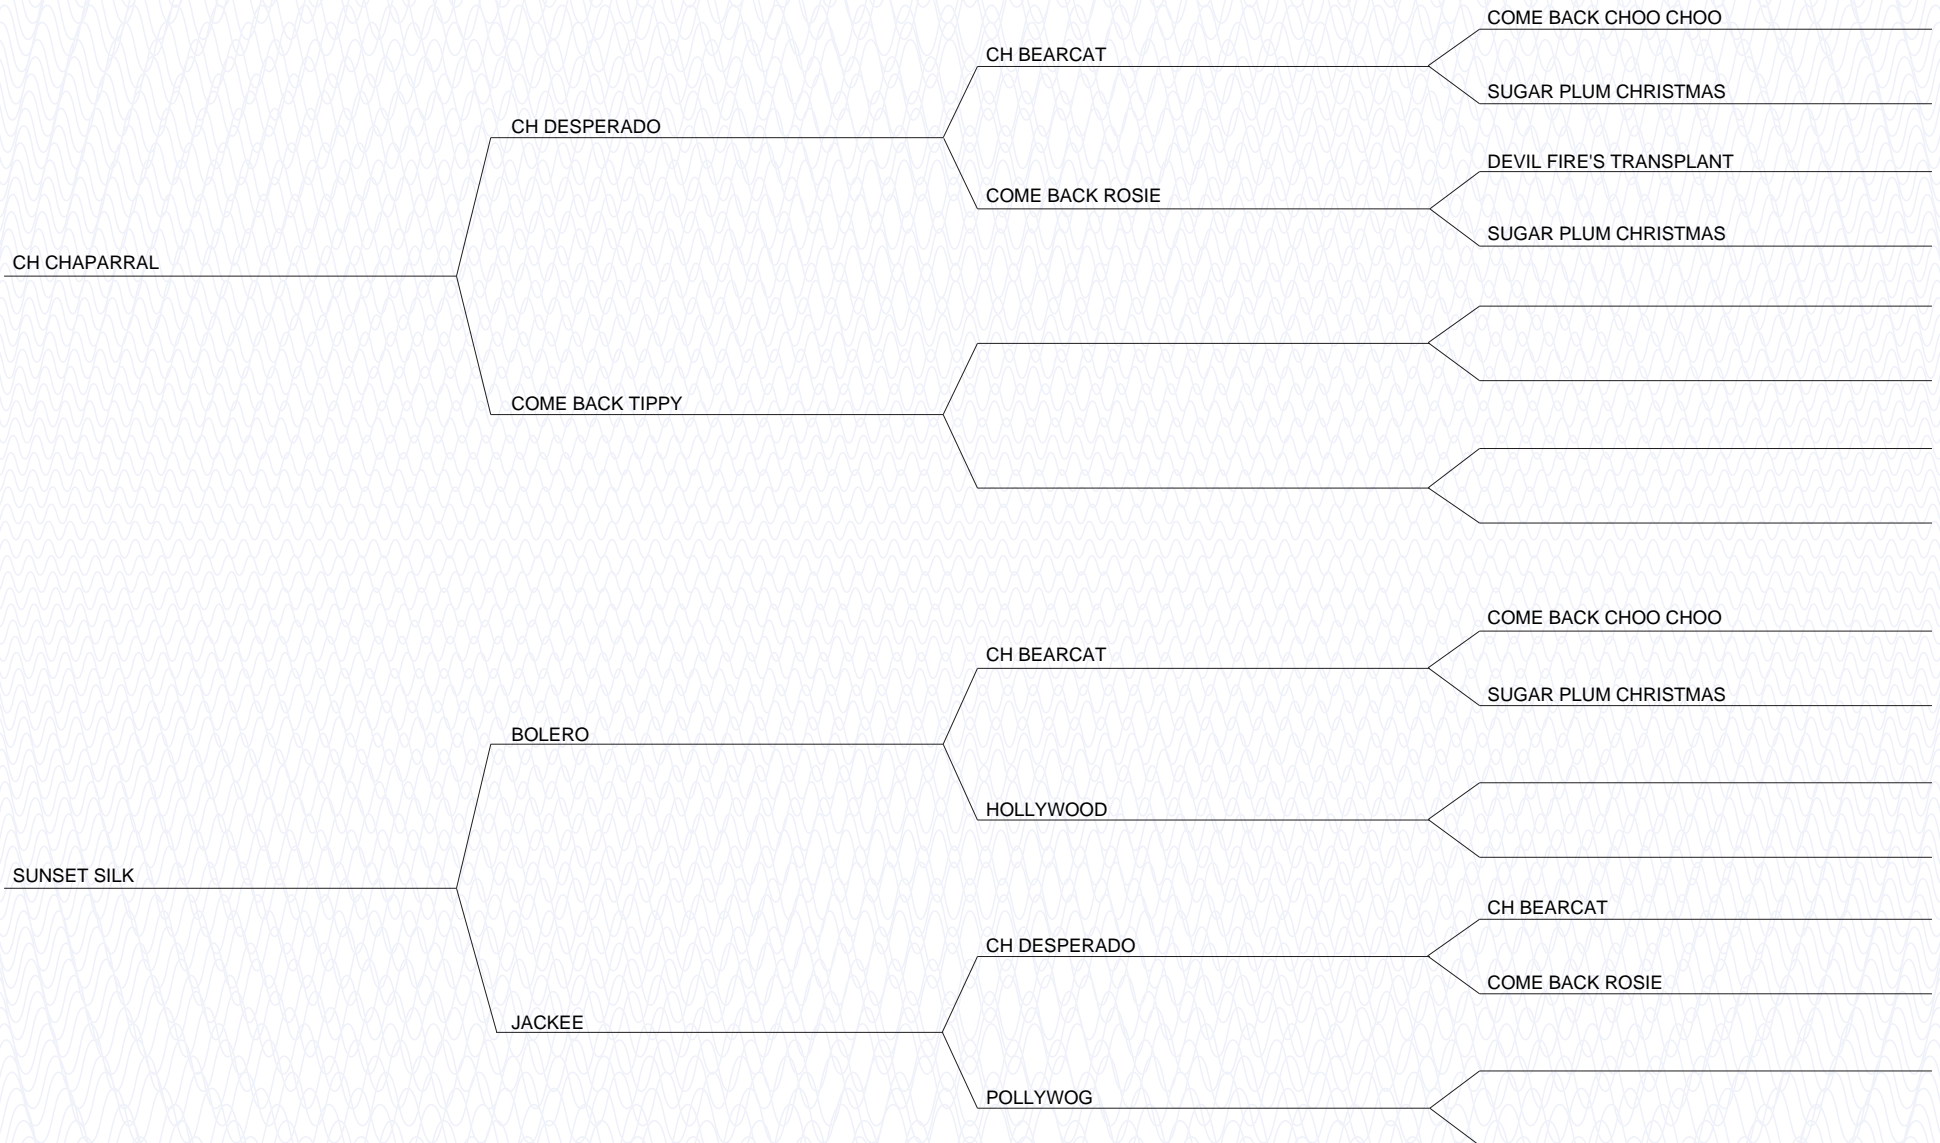 COME BACK CHOO CHOO
CH BEARCAT
SUGAR PLUM CHRISTMAS
CH DESPERADO
DEVIL FIRE'S TRANSPLANT
COME BACK ROSIE
SUGAR PLUM CHRISTMAS
CH CHAPARRAL
COME BACK TIPPY
COME BACK CHOO CHOO
CH BEARCAT
SUGAR PLUM CHRISTMAS
BOLERO
HOLLYWOOD
SUNSET SILK
CH BEARCAT
CH DESPERADO
COME BACK ROSIE
JACKEE
POLLYWOG